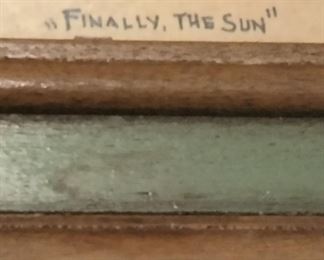 „Finally, the Sun"